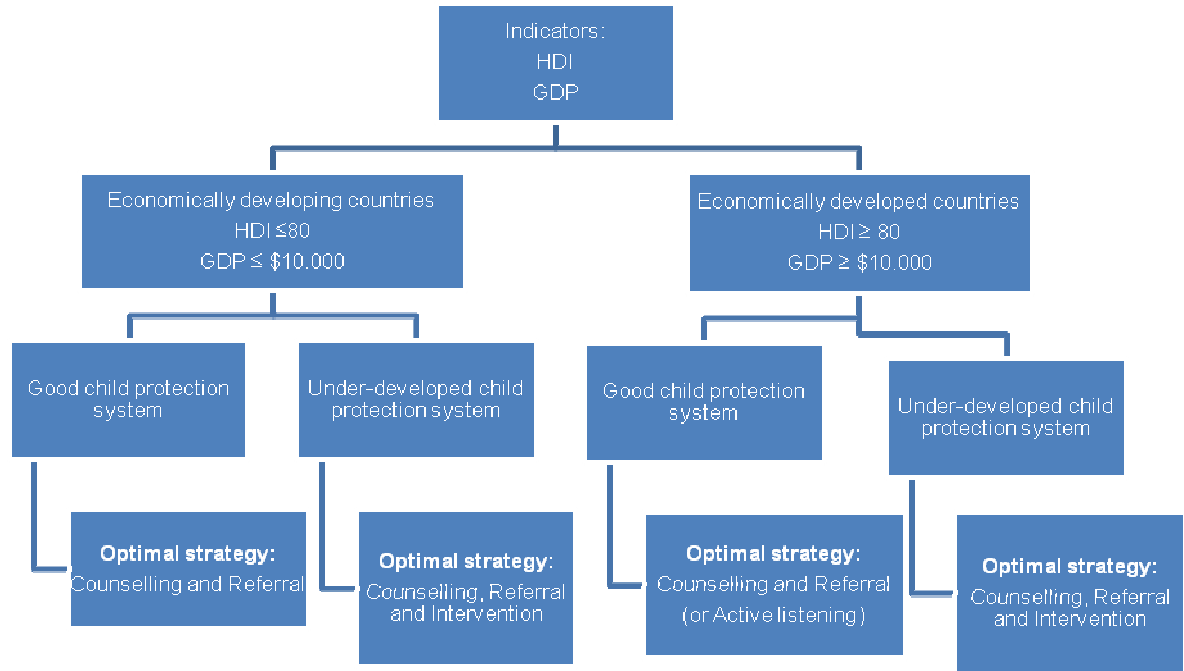 Indicators:
HDI
GDP
Economically developing countries
HDI ≤80
GDP ≤ $10.000
Economically developed countries
HDI ≥ 80
GDP ≥ $10.000
Good child protection
system
Under-developed child
protection system
Good child protection
system
Under-developed child
protection system
Optimal strategy:
Counselling and Referral
Optimal strategy:
Counselling, Referral
and Intervention
Optimal strategy:
Counselling and Referral
(or Active listening)
Optimal strategy:
Counselling, Referral
and Intervention